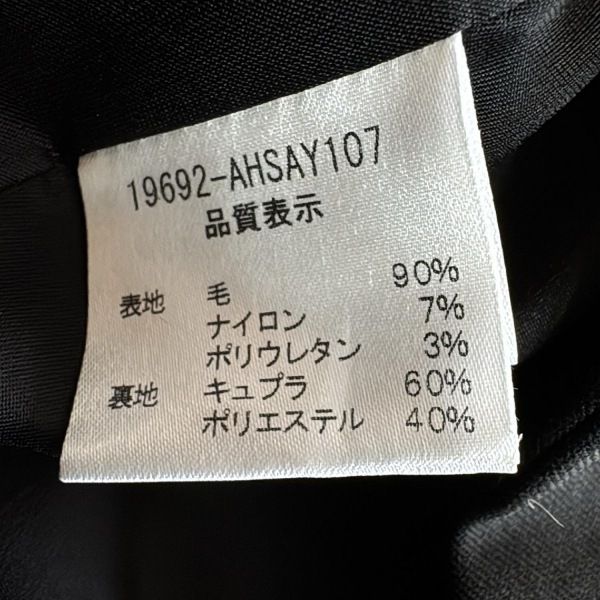 19692-AHSAY107
品質表示
表地 毛 90%
ナイロン 7%
ポリウレタン 3%
裏地 キュプラ 60%
ポリエステル 40%